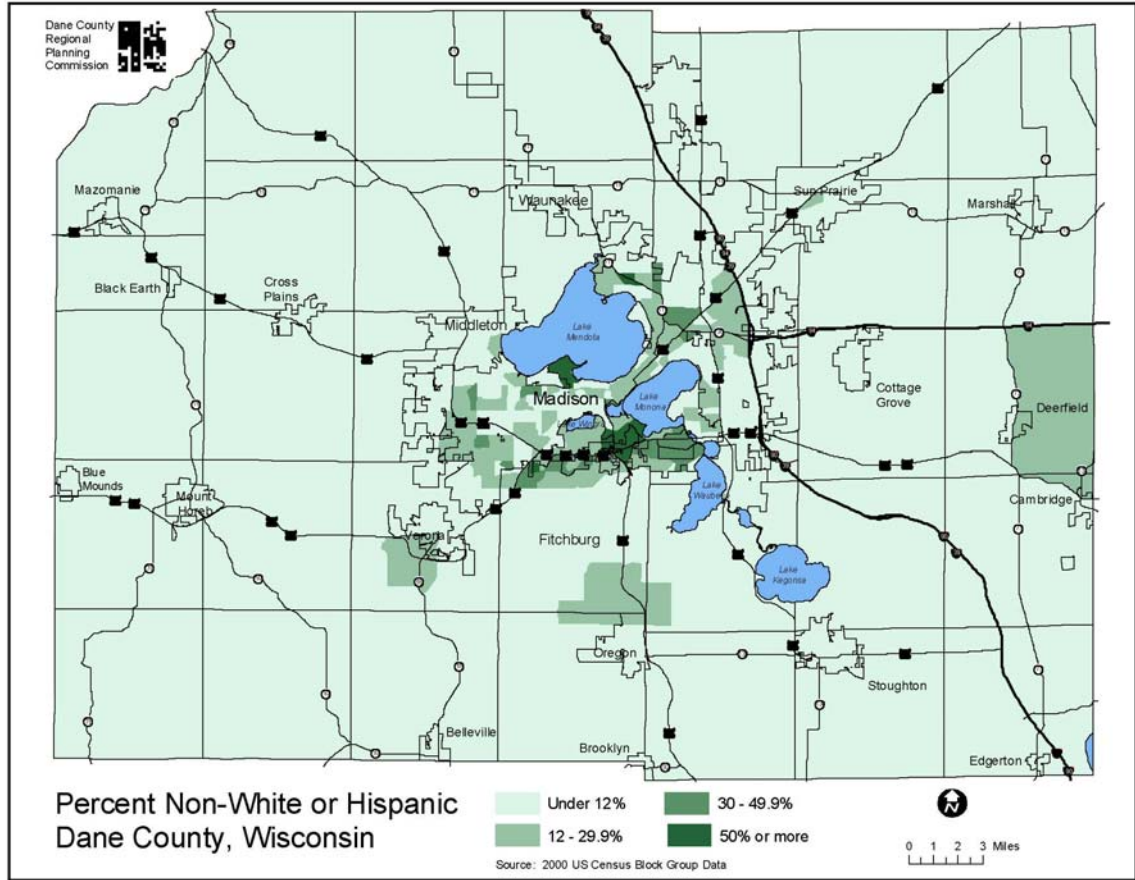 Dane County
Regional
Planning
Commission
Mazomanie
Waunakee
Sun Prairie
Marshall
Black Earth
Cross
Plains
Middleton
Lake
Mendota
Madison
Lake
Monona
Cottage
Grove
Deerfield
Blue
Mounds
Mount
Horeb
Lake
Cambridge
Verona
Fitchburg
Lake
Kegonsa
Oregon
Stoughton
Belleville
Brooklyn
Edgerton
Percent Non-White or Hispanic
Dane County, Wisconsin
Under 12%
12 - 29.9%
30 - 49.9%
50% or more
Source: 2000 US Census Block Group Data
N
0 1 2 3 Miles